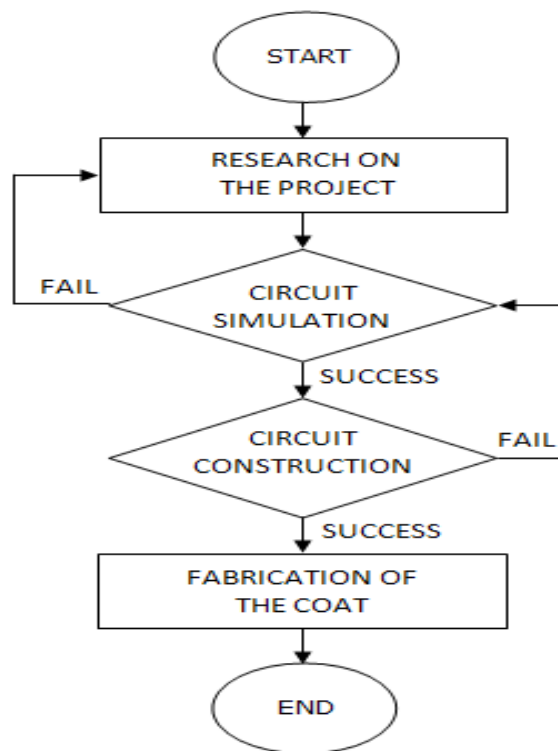 START
RESEARCH ON
THE PROJECT
FAIL
CIRCUIT
SIMULATION
SUCCESS
CIRCUIT
CONSTRUCTION
FAIL
SUCCESS
FABRICATION OF
THE COAT
END